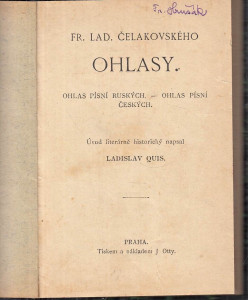 FR. LAD. ČELAKOVSKÉHO
OHLASY.
OHLAS PÍSNÍ RUSKÝCH. — OHLAS PÍSNÍ
ČESKÝCH.
Úvod literárně historický napsal
LADISLAV QUIS.
PRAHA.
Tiskem a nákladem J. Otty.